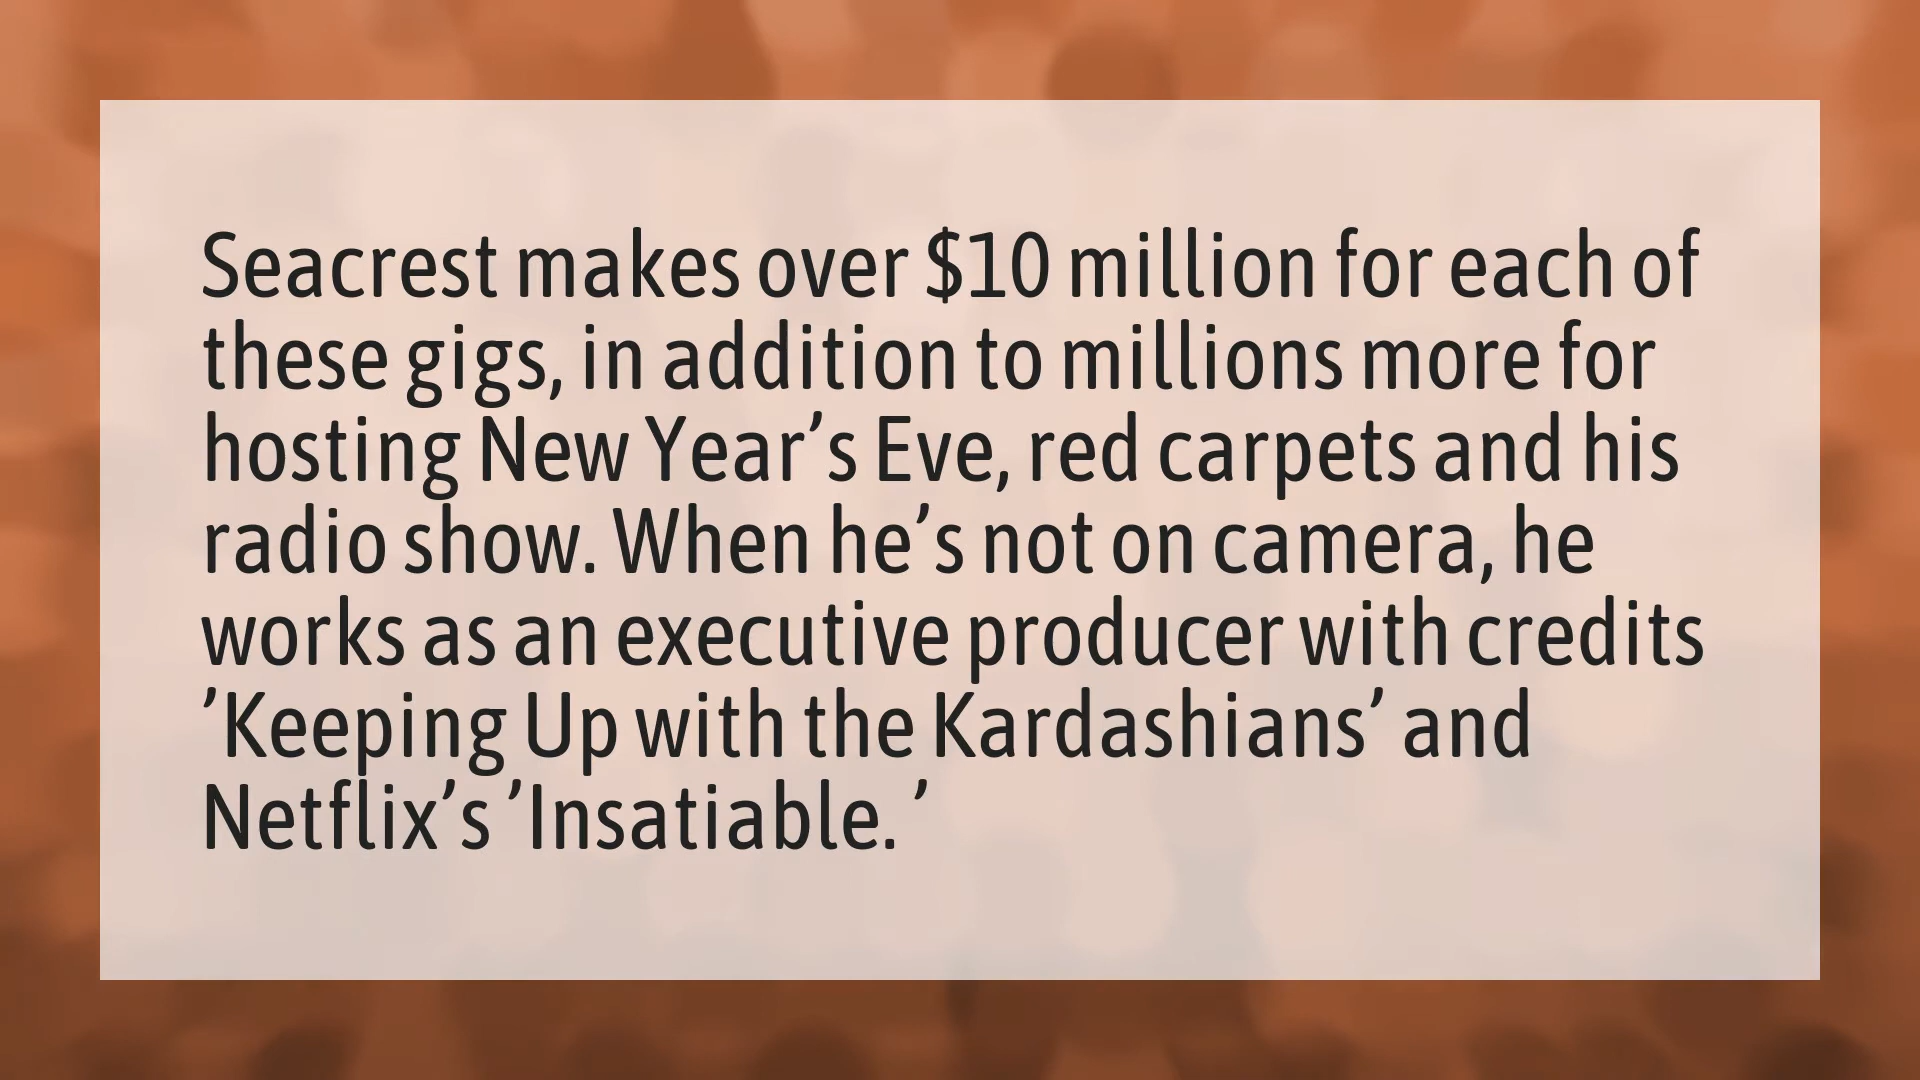 Seacrest makes over $10 million for each of
these gigs, in addition to millions more for
hosting New Year’s Eve, red carpets and his
radio show. When he’s not on camera, he
works as an executive producer with credits
’Keeping Up with the Kardashians’ and
Netflix’s ’Insatiable. ’